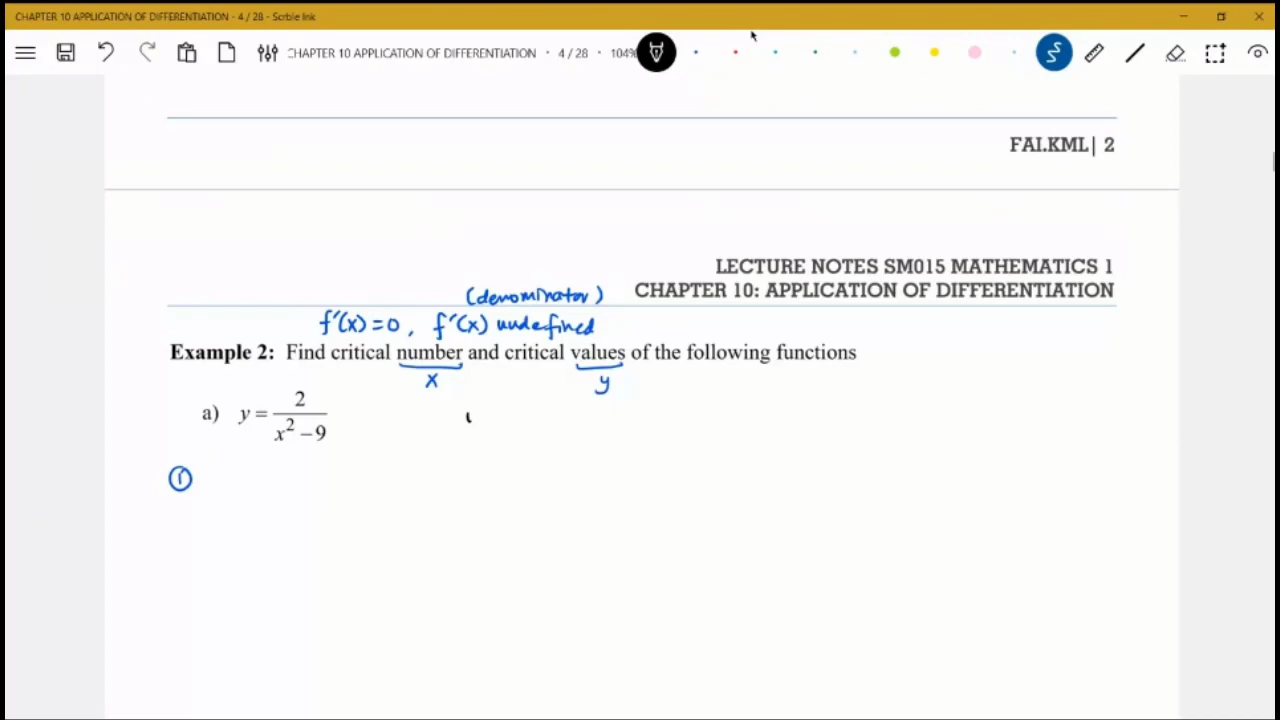 CHAPTER 10 APPLICATION OF DIFFERENTIATION - 4 / 28 - Scrble Ink
CHAPTER 10 APPLICATION OF DIFFERENTIATION • 4 / 28 • 104%
FAI.KML| 2
LECTURE NOTES SM015 MATHEMATICS 1
CHAPTER 10: APPLICATION OF DIFFERENTIATION
(denominator)
f'(x) = 0, f'(x) undefined
Example 2: Find critical number and critical values of the following functions
x y
a) y = 2 / (x² − 9)
①